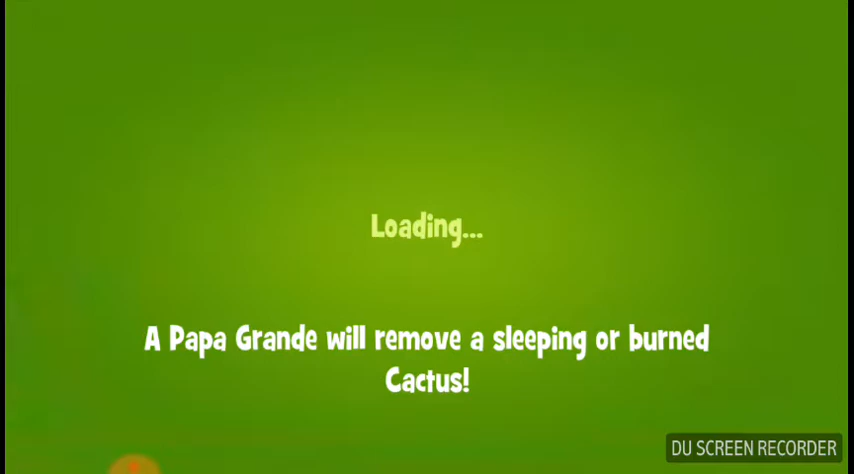 Loading...
A Papa Grande will remove a sleeping or burned
Cactus!
DU SCREEN RECORDER